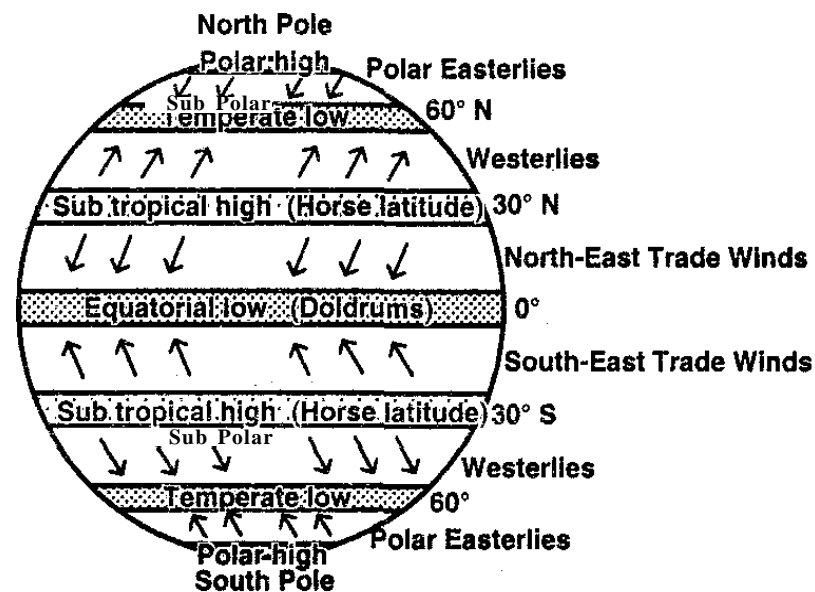 North Pole
Polar high
Polar Easterlies
Sub Polar
Temperate low
60° N
Westerlies
Sub tropical high (Horse latitude)
30° N
North-East Trade Winds
Equatorial low (Doldrums)
0°
South-East Trade Winds
Sub tropical high (Horse latitude)
30° S
Sub Polar
Westerlies
Temperate low
60°
Polar Easterlies
Polar-high
South Pole